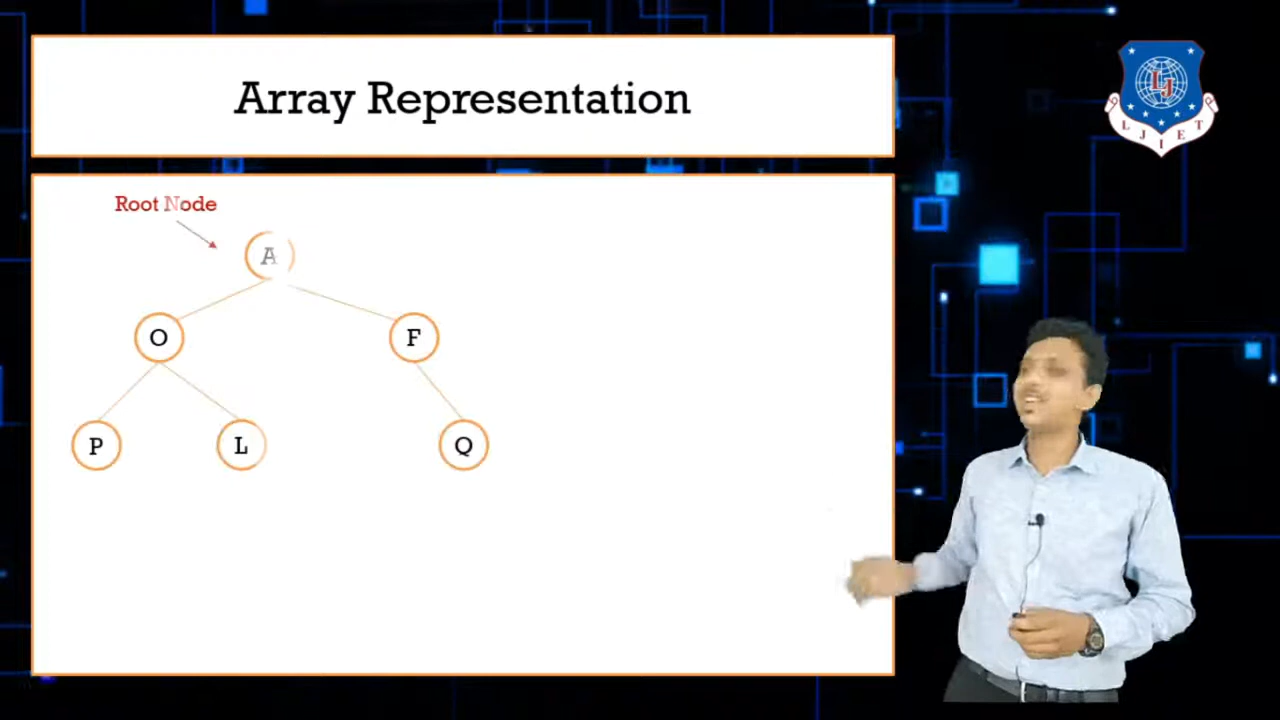 Array Representation
Root Node
A
O F
P L Q
LJ
L J I E T